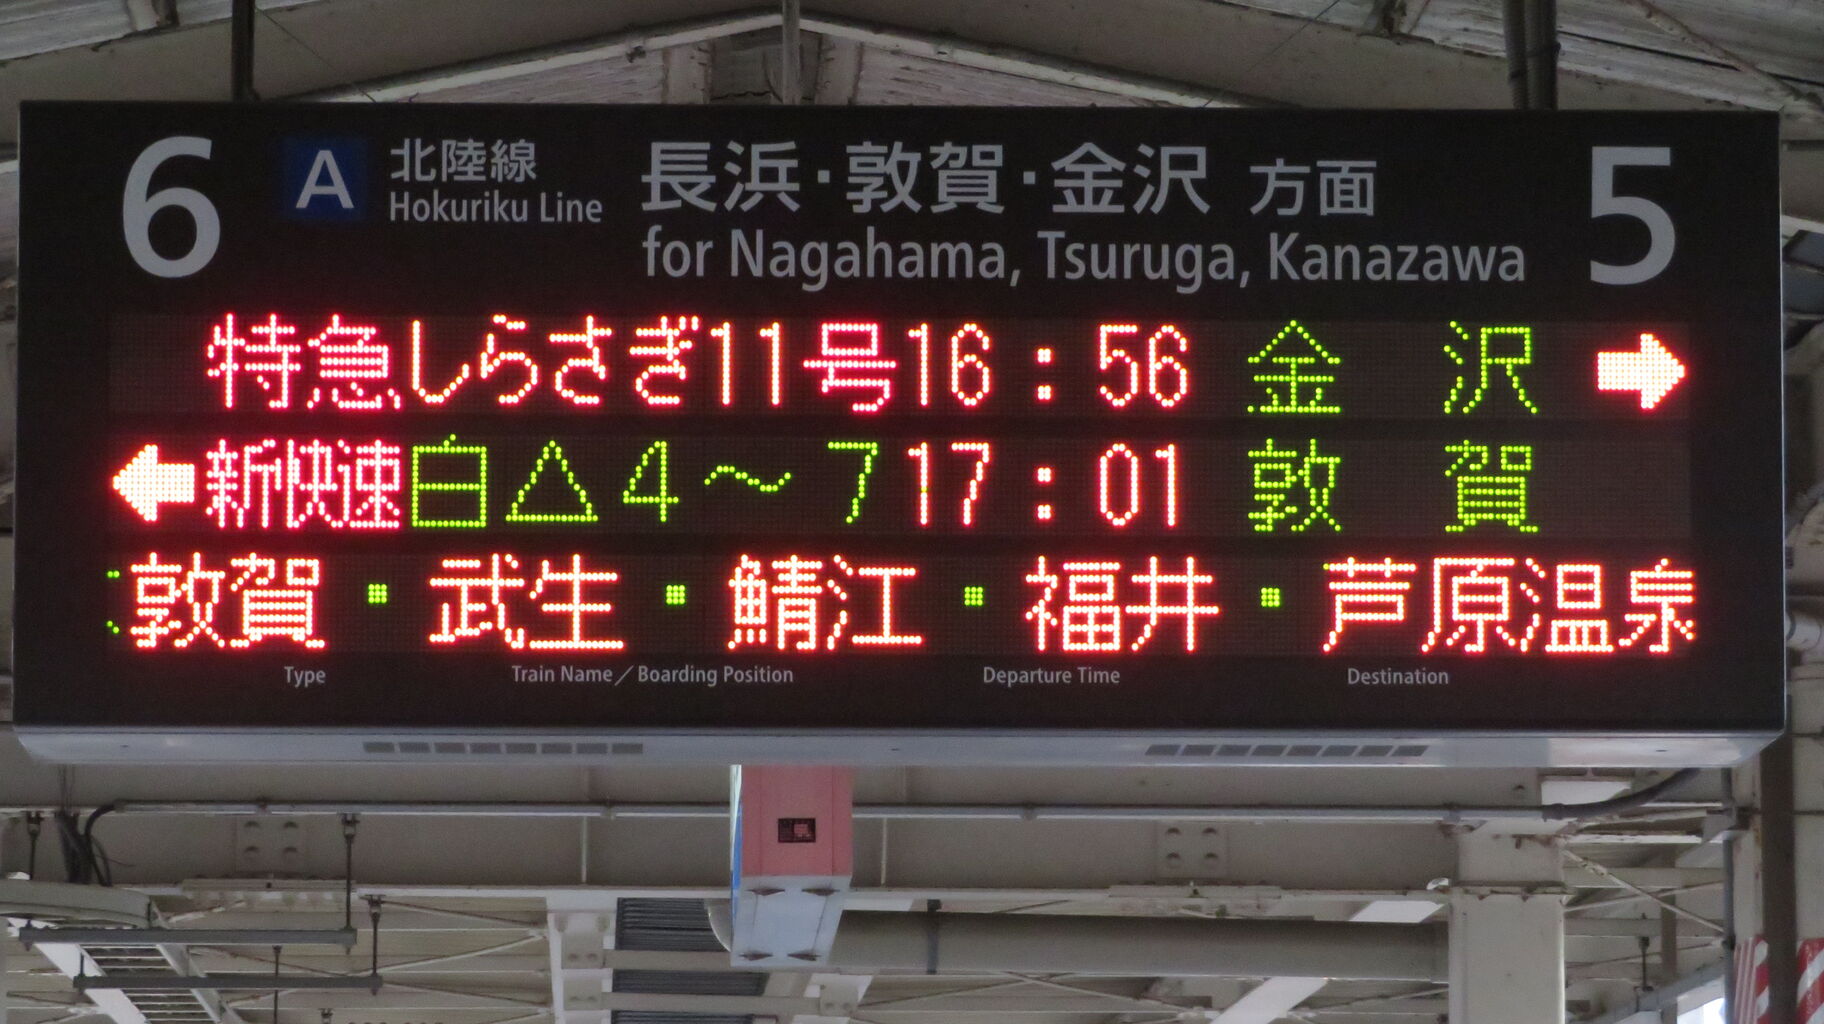 6 A 北陸線 長浜・敦賀・金沢 方面 5
Hokuriku Line for Nagahama, Tsuruga, Kanazawa
特急しらさぎ11号16:56 金沢 →
← 新快速白△4～7 17:01 敦賀
敦賀・武生・鯖江・福井・芦原温泉
Type Train Name／Boarding Position Departure Time Destination